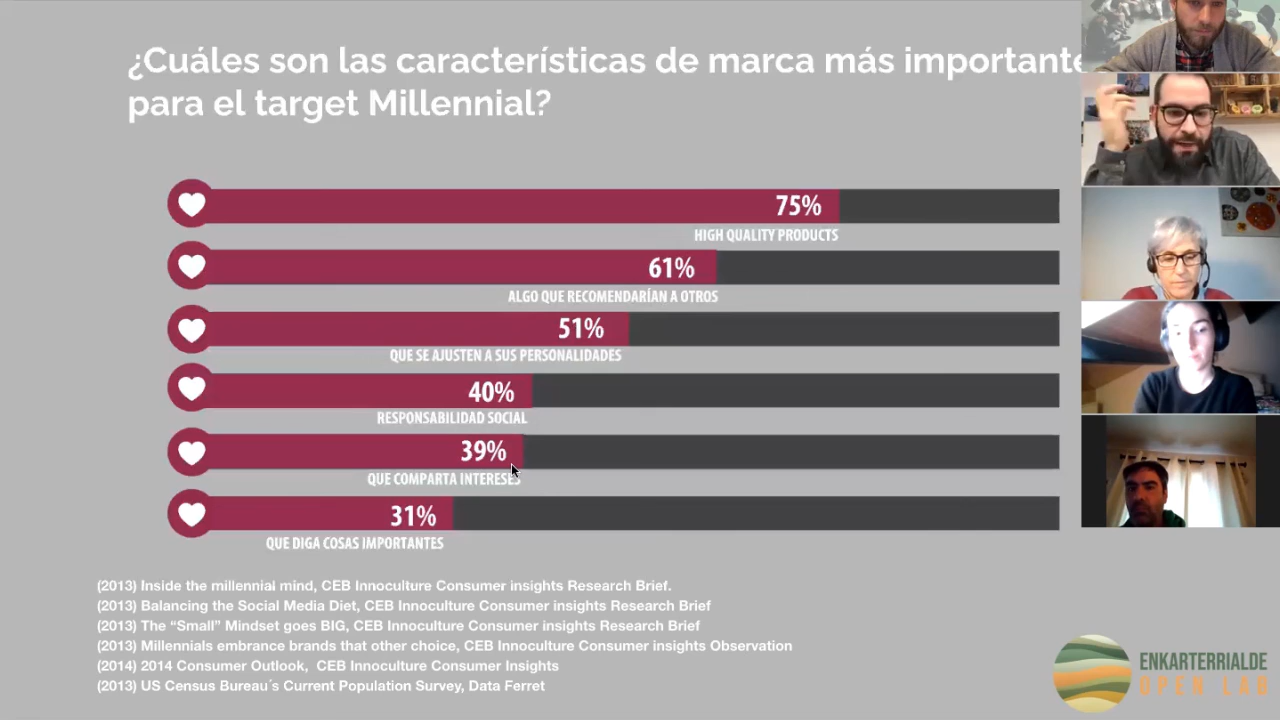 ¿Cuáles son las características de marca más importante
para el target Millennial?
75%
HIGH QUALITY PRODUCTS
61%
ALGO QUE RECOMENDARÍAN A OTROS
51%
QUE SE AJUSTEN A SUS PERSONALIDADES
40%
RESPONSABILIDAD SOCIAL
39%
QUE COMPARTA INTERESES
31%
QUE DIGA COSAS IMPORTANTES
(2013) Inside the millennial mind, CEB Innoculture Consumer insights Research Brief.
(2013) Balancing the Social Media Diet, CEB Innoculture Consumer insights Research Brief
(2013) The “Small” Mindset goes BIG, CEB Innoculture Consumer insights Research Brief
(2013) Millennials embrance brands that other choice, CEB Innoculture Consumer insights Observation
(2014) 2014 Consumer Outlook, CEB Innoculture Consumer Insights
(2013) US Census Bureau´s Current Population Survey, Data Ferret
ENKARTERRIALDE
OPEN LAB